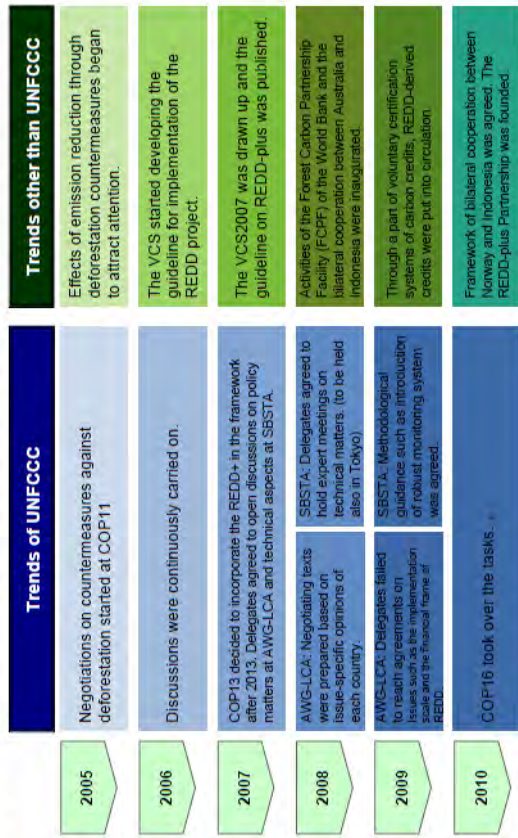 Trends of UNFCCC
Trends other than UNFCCC
2005
Negotiations on countermeasures against
deforestation started at COP11
Effects of emission reduction through
deforestation countermeasures began
to attract attention.
2006
Discussions were continuously carried on.
The VCS started developing the
guideline for implementation of the
REDD project.
2007
COP13 decided to incorporate the REDD+ in the framework
after 2013. Delegates agreed to open discussions on policy
matters at AWG-LCA and technical aspects at SBSTA.
The VCS2007 was drawn up and the
guideline on REDD-plus was published.
2008
AWG-LCA: Negotiating texts
were prepared based on
issue-specific opinions of
each country.
SBSTA: Delegates agreed to
hold expert meetings on
technical matters. (to be held
also in Tokyo)
Activities of the Forest Carbon Partnership
Facility (FCPF) of the World Bank and the
bilateral cooperation between Australia and
Indonesia were inaugurated.
2009
AWG-LCA: Delegates failed
to reach agreements on
issues such as the implementation
scale and the financial frame of
REDD.
SBSTA: Methodological
guidance such as introduction
of robust monitoring system
was agreed.
Through a part of voluntary certification
systems of carbon credits, REDD-derived
credits were put into circulation.
2010
COP16 took over the tasks. .
Framework of bilateral cooperation between
Norway and Indonesia was agreed. The
REDD-plus Partnership was founded.